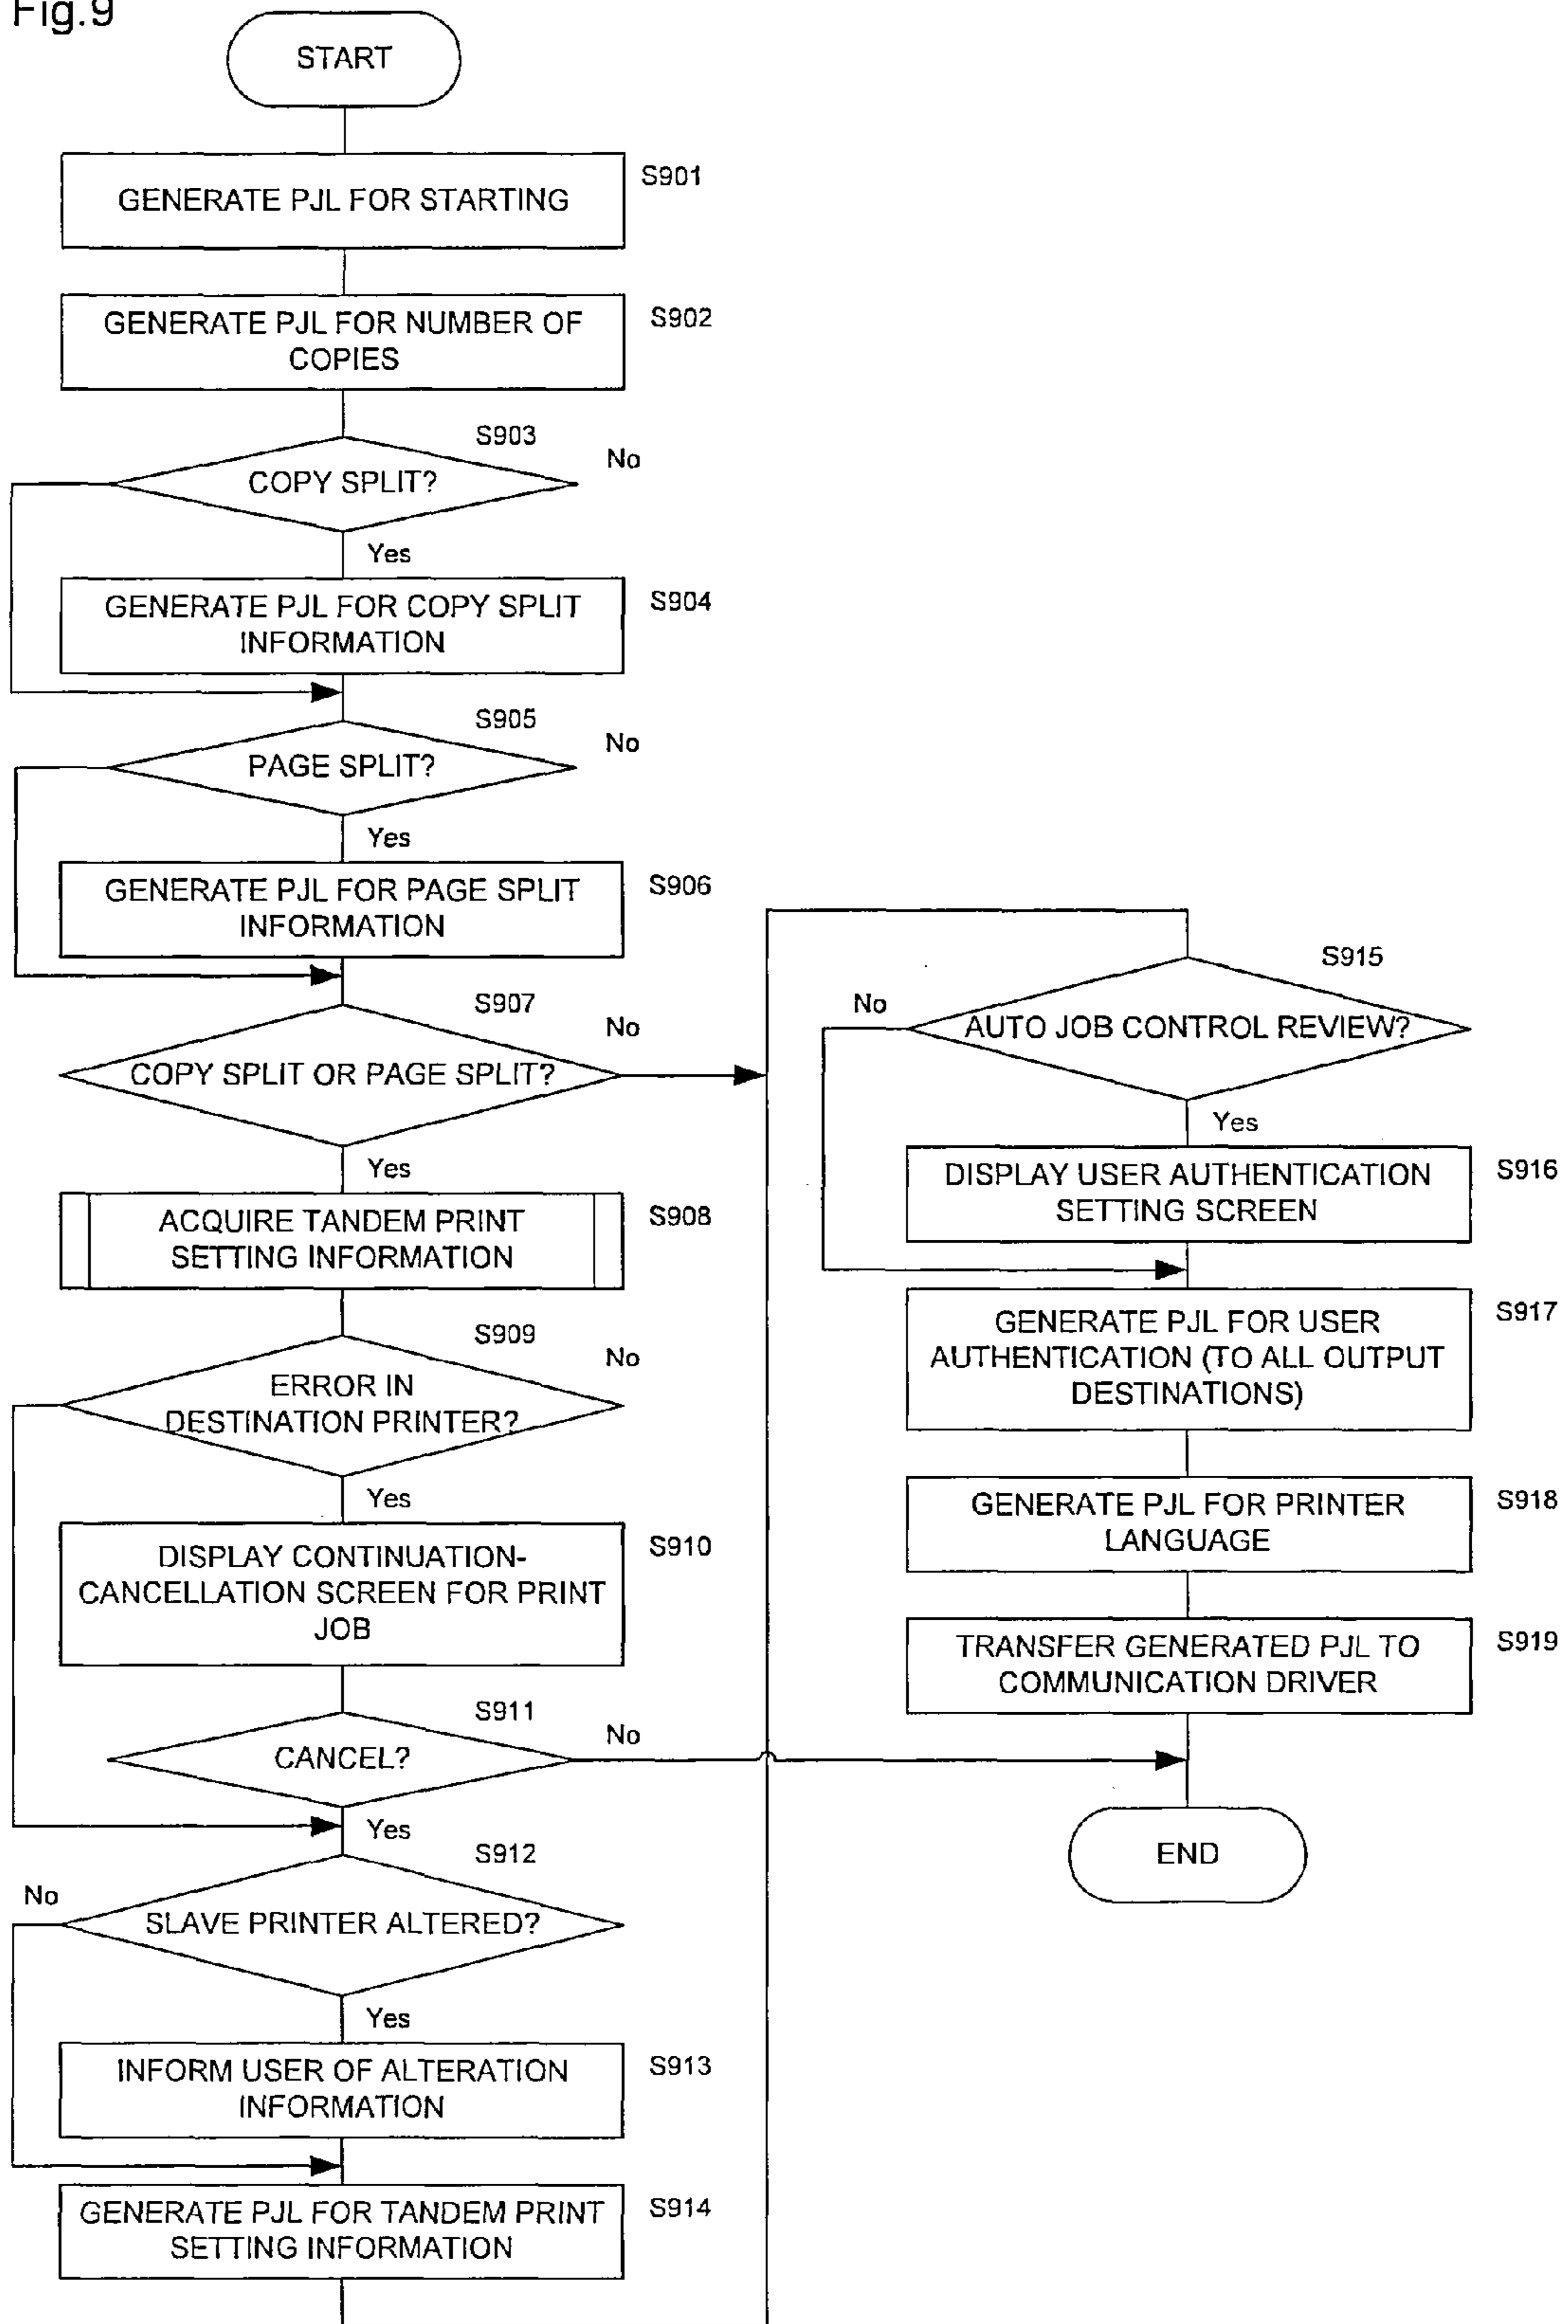 Fig.9
START
GENERATE PJL FOR STARTING
S901
GENERATE PJL FOR NUMBER OF
COPIES
S902
S903
No
COPY SPLIT?
Yes
GENERATE PJL FOR COPY SPLIT
INFORMATION
S904
S905
No
PAGE SPLIT?
Yes
GENERATE PJL FOR PAGE SPLIT
INFORMATION
S906
S907
No
COPY SPLIT OR PAGE SPLIT?
Yes
ACQUIRE TANDEM PRINT
SETTING INFORMATION
S908
S909
No
ERROR IN
DESTINATION PRINTER?
Yes
DISPLAY CONTINUATION-
CANCELLATION SCREEN FOR PRINT
JOB
S910
S911
No
CANCEL?
Yes
S912
No
SLAVE PRINTER ALTERED?
Yes
INFORM USER OF ALTERATION
INFORMATION
S913
GENERATE PJL FOR TANDEM PRINT
SETTING INFORMATION
S914
S915
No
AUTO JOB CONTROL REVIEW?
Yes
DISPLAY USER AUTHENTICATION
SETTING SCREEN
S916
GENERATE PJL FOR USER
AUTHENTICATION (TO ALL OUTPUT
DESTINATIONS)
S917
GENERATE PJL FOR PRINTER
LANGUAGE
S918
TRANSFER GENERATED PJL TO
COMMUNICATION DRIVER
S919
END